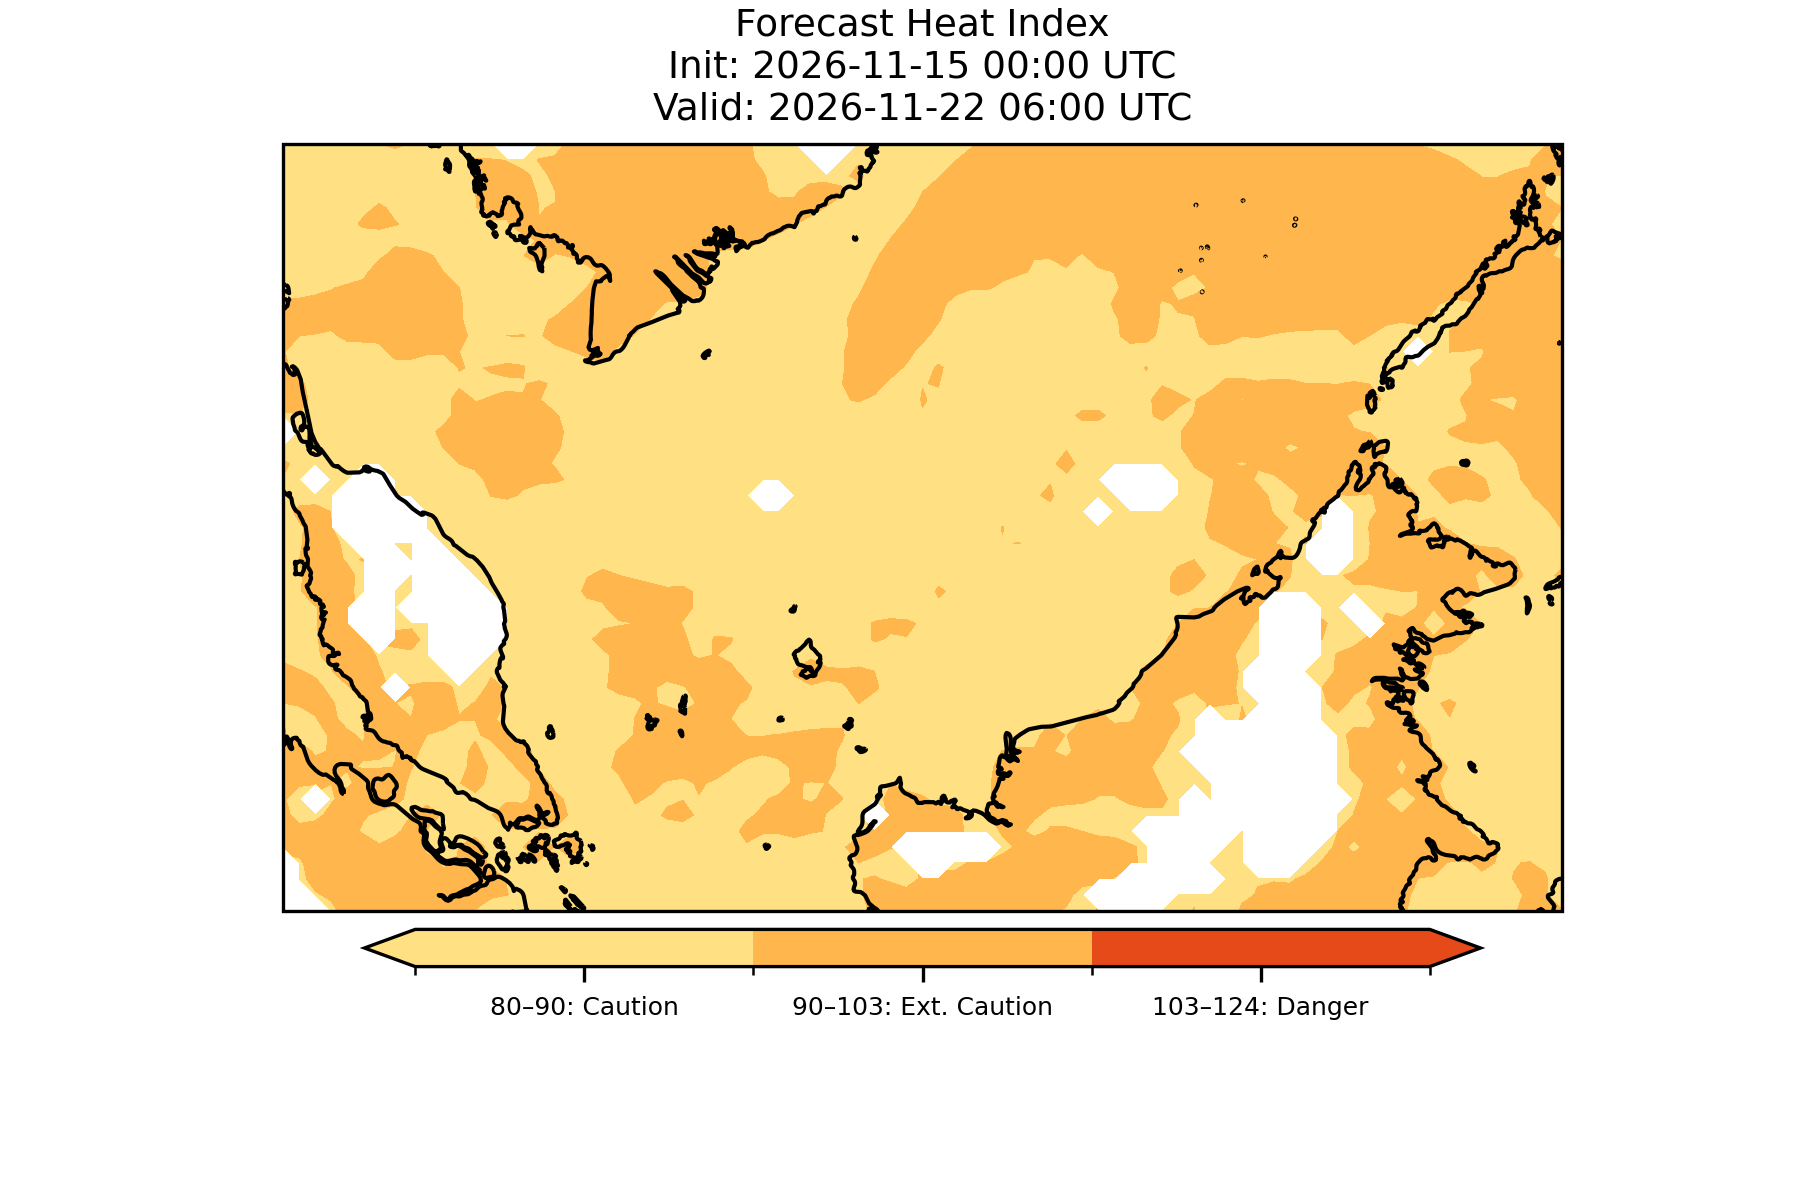 Forecast Heat Index
Init: 2026-11-15 00:00 UTC
Valid: 2026-11-22 06:00 UTC
80–90: Caution
90–103: Ext. Caution
103–124: Danger